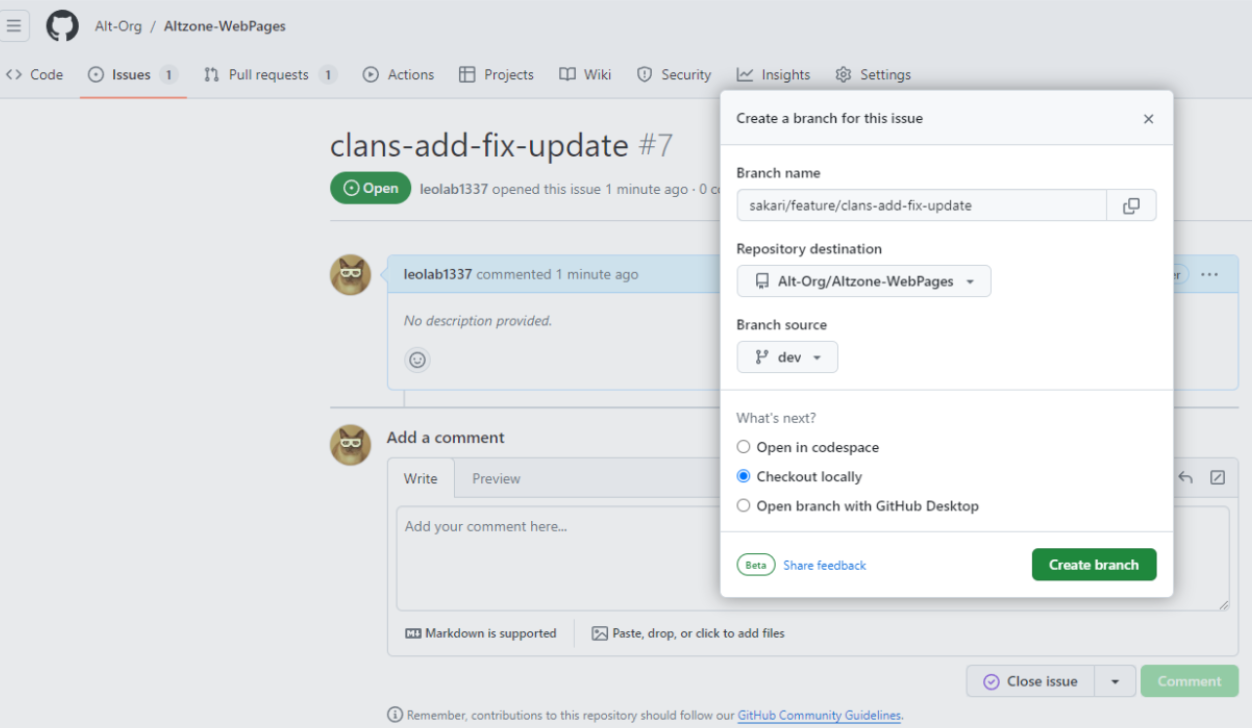 Alt-Org / Altzone-WebPages
Code Issues 1 Pull requests 1 Actions Projects Wiki Security Insights Settings
clans-add-fix-update #7
Open leolab1337 opened this issue 1 minute ago · 0
leolab1337 commented 1 minute ago
No description provided.
Add a comment
Write Preview
Add your comment here...
Markdown is supported Paste, drop, or click to add files
Close issue Comment
Remember, contributions to this repository should follow our GitHub Community Guidelines.
Create a branch for this issue
Branch name
sakari/feature/clans-add-fix-update
Repository destination
Alt-Org/Altzone-WebPages
Branch source
dev
What's next?
Open in codespace
Checkout locally
Open branch with GitHub Desktop
Beta Share feedback Create branch